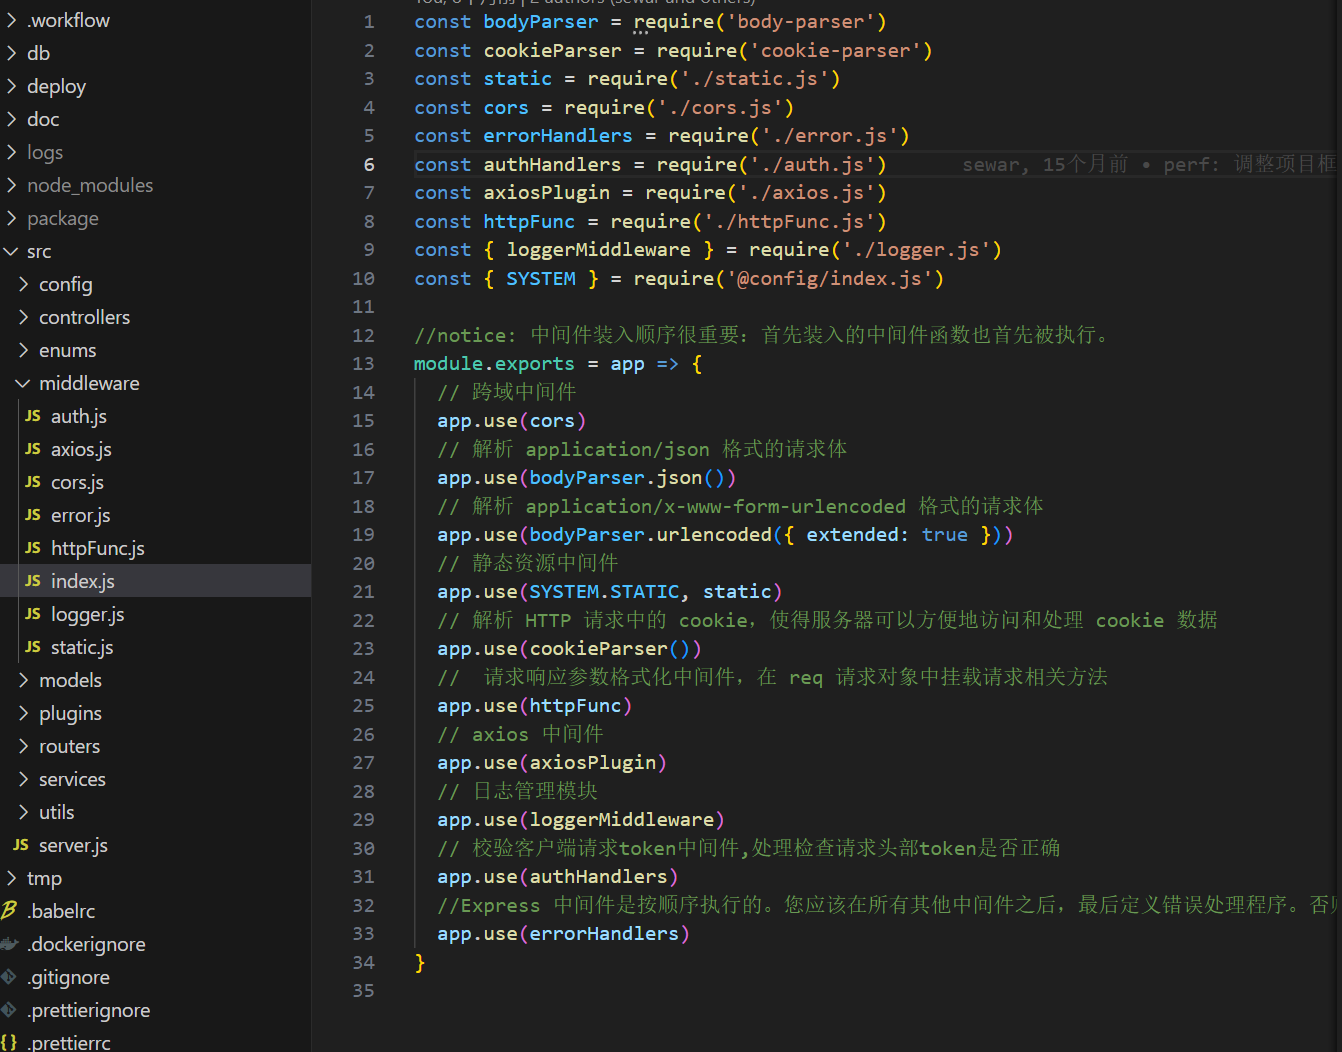 .workflow
db
deploy
doc
logs
node_modules
package
src
config
controllers
enums
middleware
JS auth.js
JS axios.js
JS cors.js
JS error.js
JS httpFunc.js
JS index.js
JS logger.js
JS static.js
models
plugins
routers
services
utils
JS server.js
tmp
.babelrc
.dockerignore
.gitignore
.prettierignore
{} .prettierrc
1 const bodyParser = require('body-parser')
2 const cookieParser = require('cookie-parser')
3 const static = require('./static.js')
4 const cors = require('./cors.js')
5 const errorHandlers = require('./error.js')
6 const authHandlers = require('./auth.js') sewar, 15个月前 • perf: 调整项目框
7 const axiosPlugin = require('./axios.js')
8 const httpFunc = require('./httpFunc.js')
9 const { loggerMiddleware } = require('./logger.js')
10 const { SYSTEM } = require('@config/index.js')
11
12 //notice: 中间件装入顺序很重要: 首先装入的中间件函数也首先被执行。
13 module.exports = app => {
14 // 跨域中间件
15 app.use(cors)
16 // 解析 application/json 格式的请求体
17 app.use(bodyParser.json())
18 // 解析 application/x-www-form-urlencoded 格式的请求体
19 app.use(bodyParser.urlencoded({ extended: true }))
20 // 静态资源中间件
21 app.use(SYSTEM.STATIC, static)
22 // 解析 HTTP 请求中的 cookie，使得服务器可以方便地访问和处理 cookie 数据
23 app.use(cookieParser())
24 //  请求响应参数格式化中间件，在 req 请求对象中挂载请求相关方法
25 app.use(httpFunc)
26 // axios 中间件
27 app.use(axiosPlugin)
28 // 日志管理模块
29 app.use(loggerMiddleware)
30 // 校验客户端请求token中间件,处理检查请求头部token是否正确
31 app.use(authHandlers)
32 //Express 中间件是按顺序执行的。您应该在所有其他中间件之后，最后定义错误处理程序。否
33 app.use(errorHandlers)
34 }
35